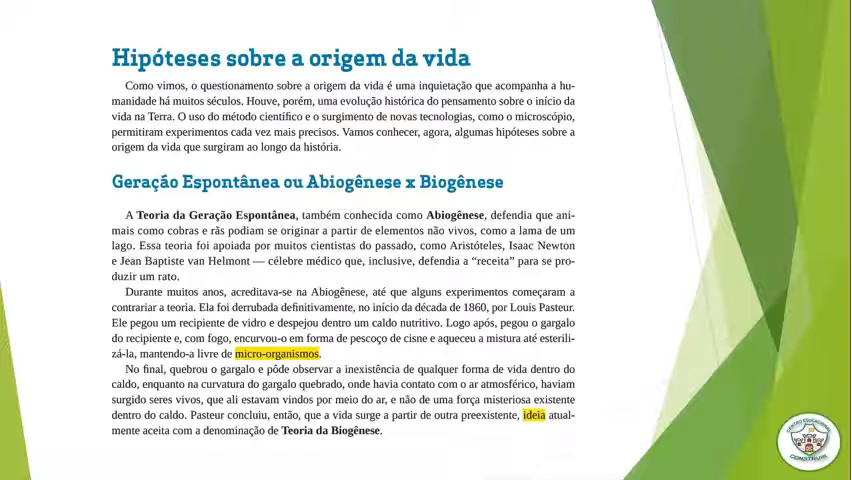 Hipóteses sobre a origem da vida
Como vimos, o questionamento sobre a origem da vida é uma inquietação que acompanha a hu-
manidade há muitos séculos. Houve, porém, uma evolução histórica do pensamento sobre o início da
vida na Terra. O uso do método científico e o surgimento de novas tecnologias, como o microscópio,
permitiram experimentos cada vez mais precisos. Vamos conhecer, agora, algumas hipóteses sobre a
origem da vida que surgiram ao longo da história.
Geração Espontânea ou Abiogênese x Biogênese
A Teoria da Geração Espontânea, também conhecida como Abiogênese, defendia que ani-
mais como cobras e rãs podiam se originar a partir de elementos não vivos, como a lama de um
lago. Essa teoria foi apoiada por muitos cientistas do passado, como Aristóteles, Isaac Newton
e Jean Baptiste van Helmont — célebre médico que, inclusive, defendia a “receita” para se pro-
duzir um rato.
Durante muitos anos, acreditava-se na Abiogênese, até que alguns experimentos começaram a
contrariar a teoria. Ela foi derrubada definitivamente, no início da década de 1860, por Louis Pasteur.
Ele pegou um recipiente de vidro e despejou dentro um caldo nutritivo. Logo após, pegou o gargalo
do recipiente e, com fogo, encurvou-o em forma de pescoço de cisne e aqueceu a mistura até esterili-
zá-la, mantendo-a livre de micro-organismos.
No final, quebrou o gargalo e pôde observar a inexistência de qualquer forma de vida dentro do
caldo, enquanto na curvatura do gargalo quebrado, onde havia contato com o ar atmosférico, haviam
surgido seres vivos, que ali estavam vindos por meio do ar, e não de uma força misteriosa existente
dentro do caldo. Pasteur concluiu, então, que a vida surge a partir de outra preexistente, ideia atual-
mente aceita com a denominação de Teoria da Biogênese.
CENTRO EDUCACIONAL
CONSTRUIR